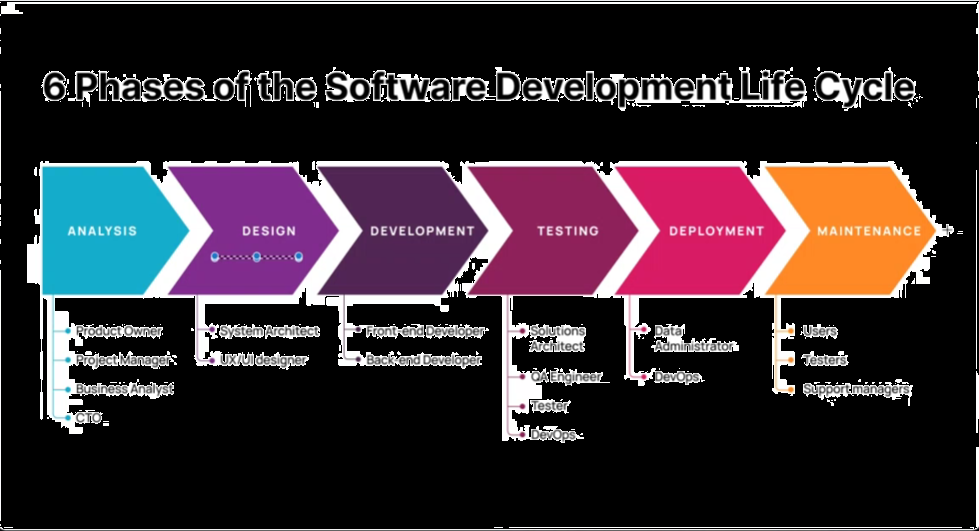 6 Phases of the Software Development Life Cycle
ANALYSIS
DESIGN
DEVELOPMENT
TESTING
DEPLOYMENT
MAINTENANCE
Product Owner
Project Manager
Business Analyst
CTO
System Architect
UX/UI designer
Front-end Developer
Back-end Developer
Solutions
Architect
QA Engineer
Tester
DevOps
Data
Administrator
DevOps
Users
Testers
Support managers